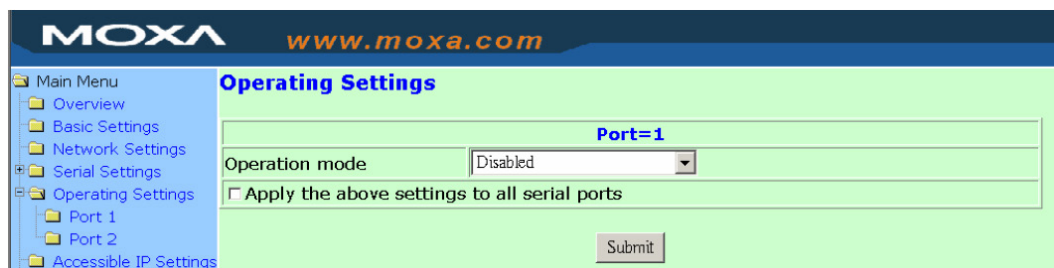 MOXA www.moxa.com
Main Menu
Overview
Basic Settings
Network Settings
Serial Settings
Operating Settings
Port 1
Port 2
Accessible IP Settings
Operating Settings
Port=1
Operation mode Disabled
Apply the above settings to all serial ports
Submit